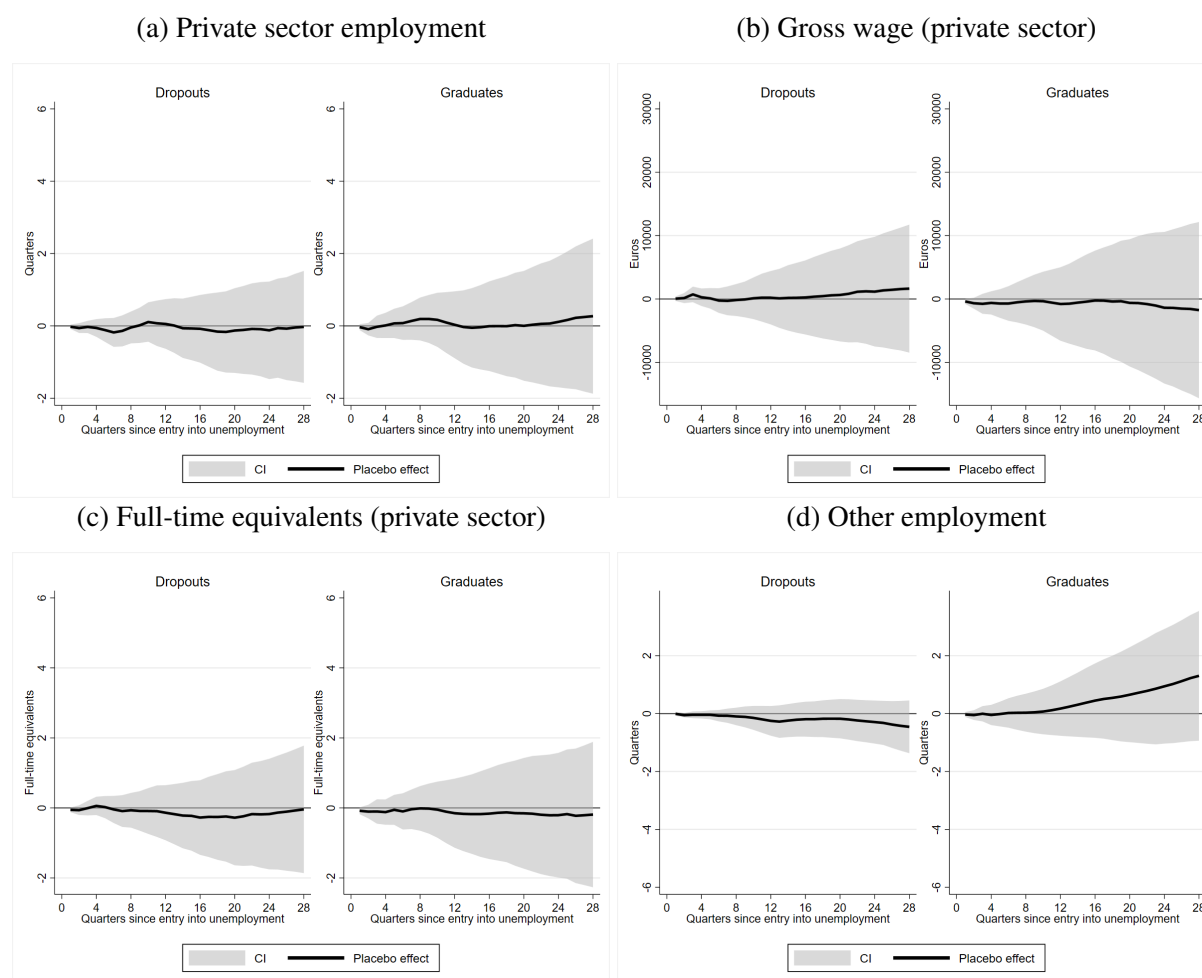 (a) Private sector employment
Dropouts
Graduates
Quarters
6
4
2
0
-2
0 4 8 12 16 20 24 28
Quarters since entry into unemployment
Quarters
6
4
2
0
-2
0 4 8 12 16 20 24 28
Quarters since entry into unemployment
CI
Placebo effect
(b) Gross wage (private sector)
Dropouts
Graduates
Euros
30000
20000
10000
0
-10000
0 4 8 12 16 20 24 28
Quarters since entry into unemployment
Euros
30000
20000
10000
0
-10000
0 4 8 12 16 20 24 28
Quarters since entry into unemployment
CI
Placebo effect
(c) Full-time equivalents (private sector)
Dropouts
Graduates
Full-time equivalents
6
4
2
0
-2
0 4 8 12 16 20 24 28
Quarters since entry into unemployment
Full-time equivalents
6
4
2
0
-2
0 4 8 12 16 20 24 28
Quarters since entry into unemployment
CI
Placebo effect
(d) Other employment
Dropouts
Graduates
Quarters
2
0
-2
-4
-6
0 4 8 12 16 20 24 28
Quarters since entry into unemployment
Quarters
2
0
-2
-4
-6
0 4 8 12 16 20 24 28
Quarters since entry into unemployment
CI
Placebo effect